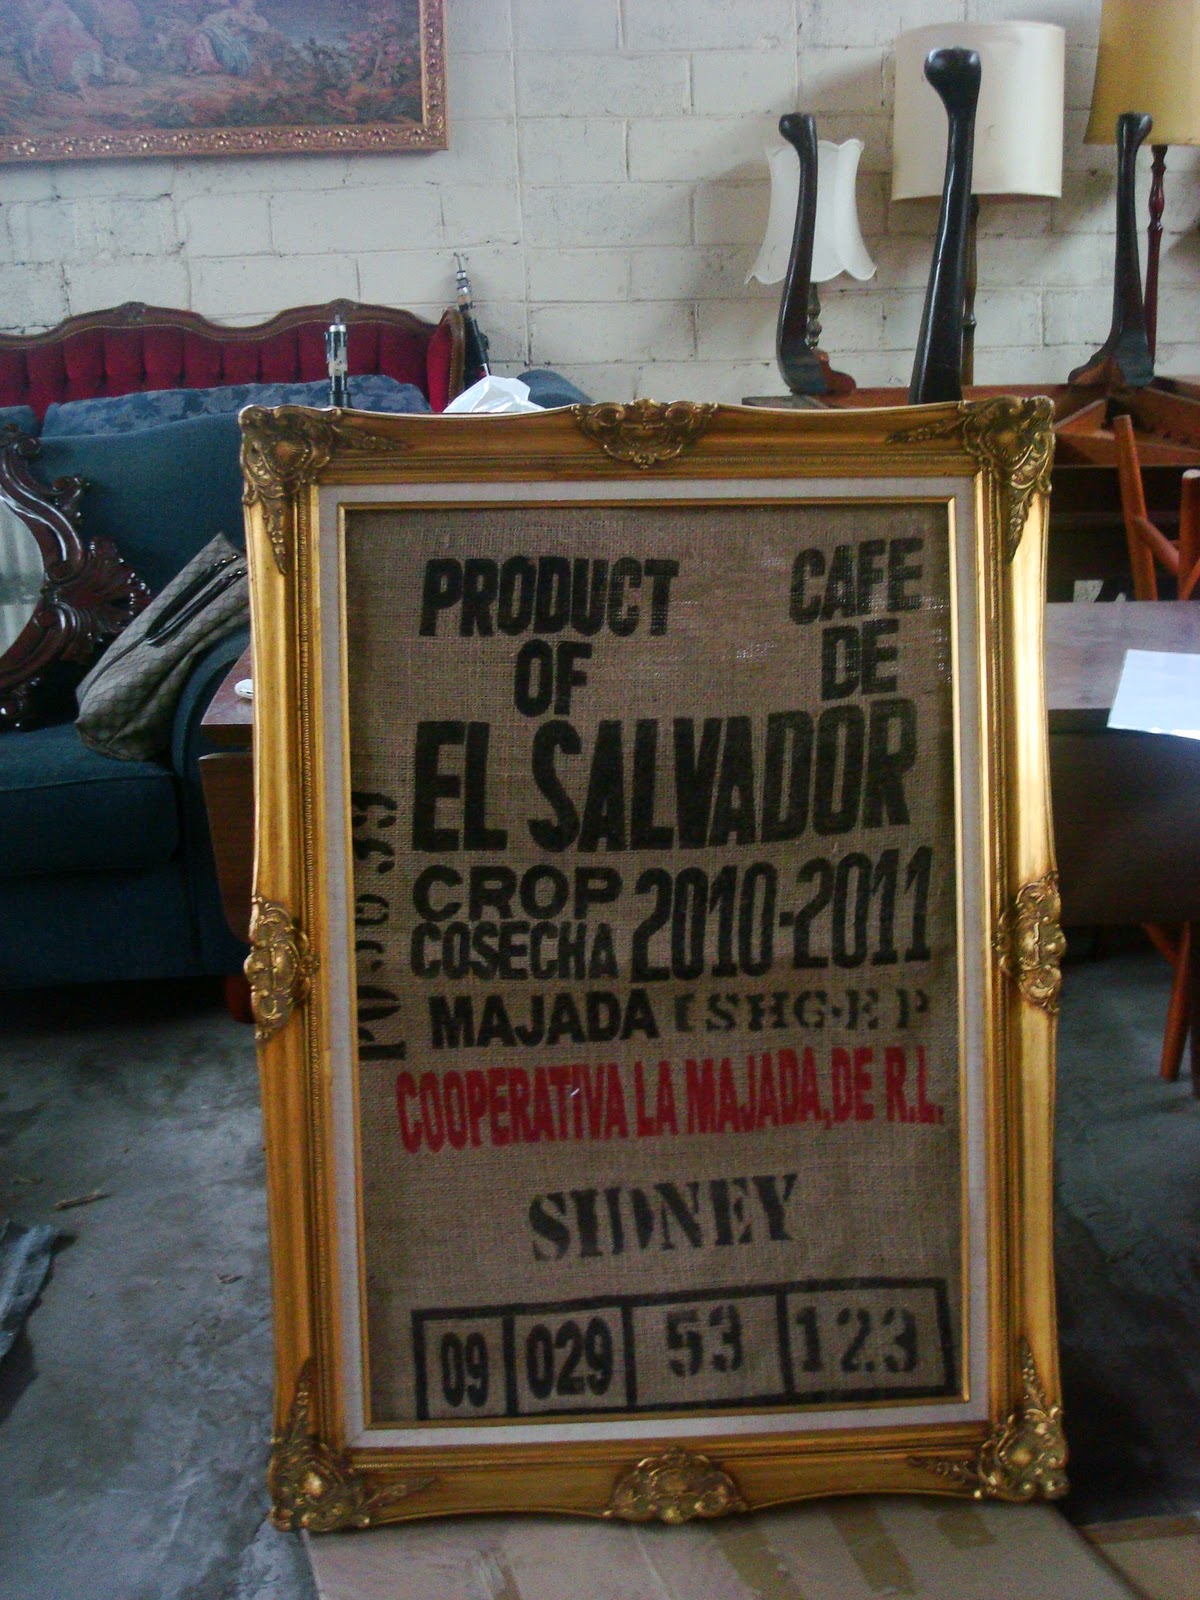 PRODUCT CAFE
OF DE
EL SALVADOR
CROP
COSECHA 2010-2011
MAJADA SHG-EP
COOPERATIVA LA MAJADA, DE R.L.
SIDNEY
09 029 53 123